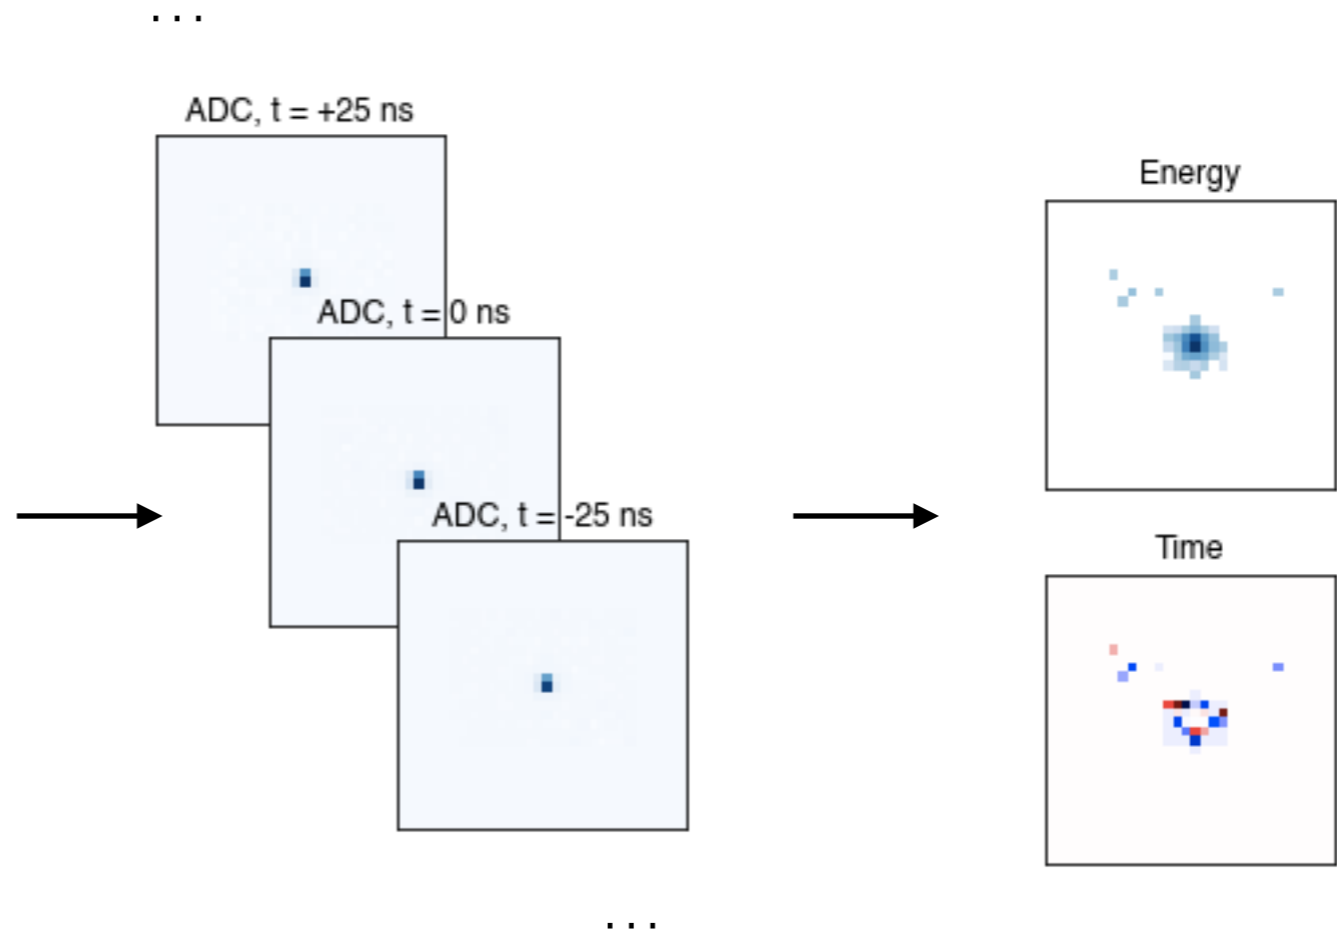 . . .
ADC, t = +25 ns
ADC, t = 0 ns
ADC, t = -25 ns
. . .
Energy
Time